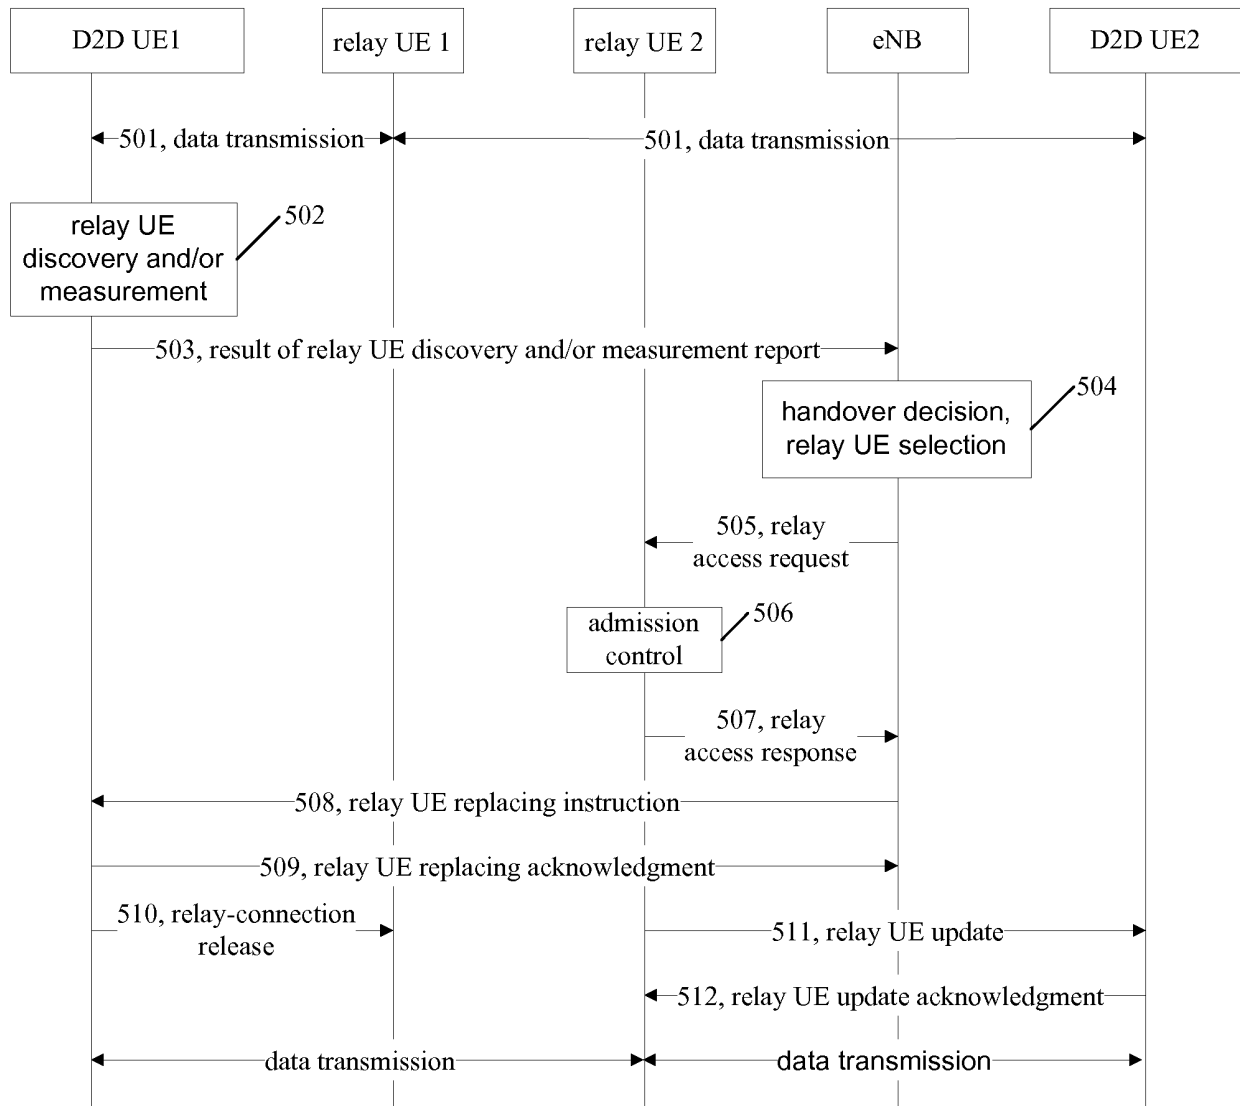 D2D UE1
relay UE 1
relay UE 2
eNB
D2D UE2
501, data transmission
501, data transmission
relay UE
discovery and/or
measurement
502
503, result of relay UE discovery and/or measurement report
handover decision,
relay UE selection
504
505, relay
access request
admission
control
506
507, relay
access response
508, relay UE replacing instruction
509, relay UE replacing acknowledgment
510, relay-connection
release
511, relay UE update
512, relay UE update acknowledgment
data transmission
data transmission